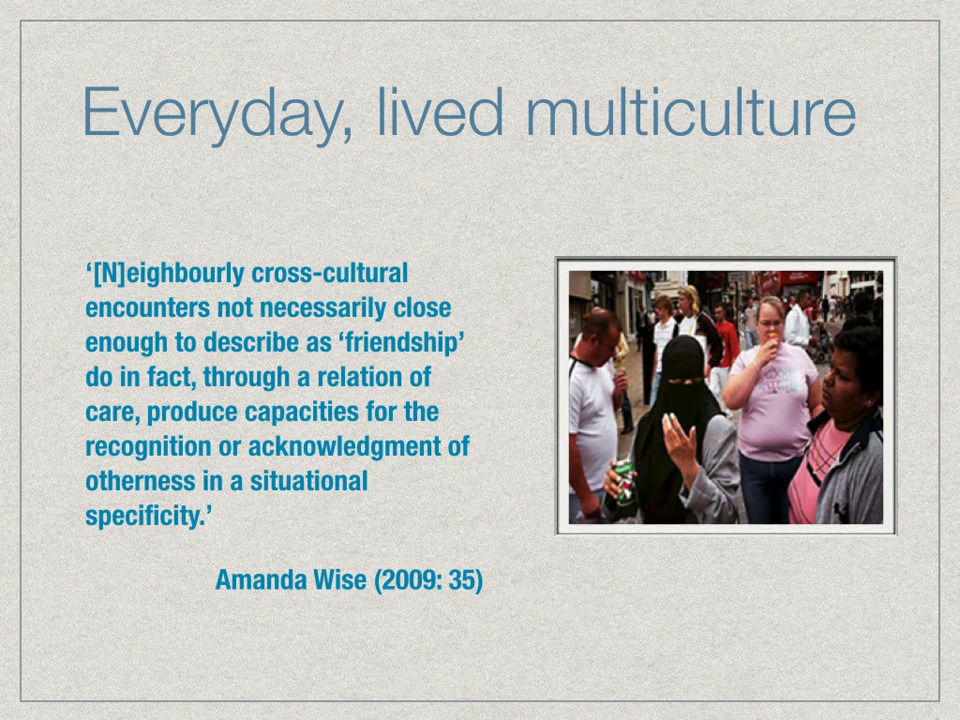 Everyday, lived multiculture
‘[N]eighbourly cross-cultural
encounters not necessarily close
enough to describe as ‘friendship’
do in fact, through a relation of
care, produce capacities for the
recognition or acknowledgment of
otherness in a situational
specificity.’
Amanda Wise (2009: 35)